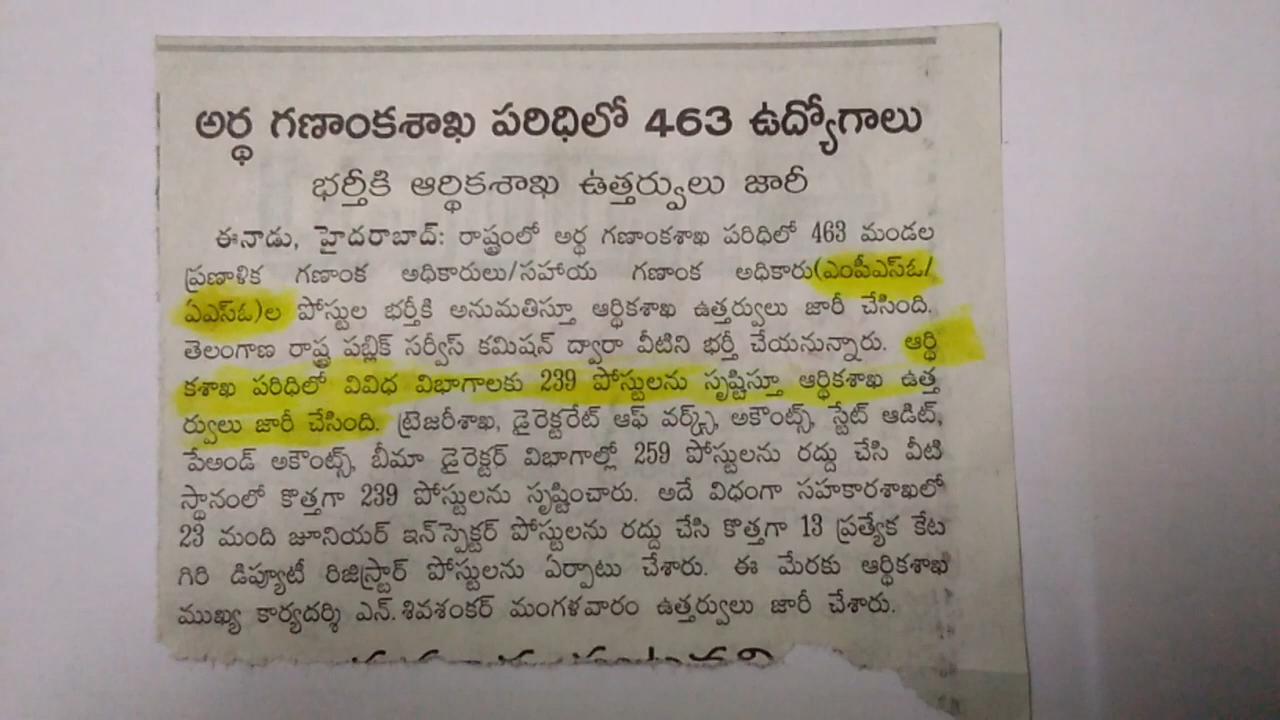 అర్థ గణాంకశాఖ పరిధిలో 463 ఉద్యోగాలు
భర్తీకి ఆర్థికశాఖ ఉత్తర్వులు జారీ
ఈనాడు, హైదరాబాద్: రాష్ట్రంలో అర్థ గణాంకశాఖ పరిధిలో 463 మండల
ప్రణాళిక గణాంక అధికారులు/సహాయ గణాంక అధికారు(ఎంపీఎస్ఓ/
ఏఎస్ఓ)ల పోస్టుల భర్తీకి అనుమతిస్తూ ఆర్థికశాఖ ఉత్తర్వులు జారీ చేసింది.
తెలంగాణ రాష్ట్ర పబ్లిక్ సర్వీస్ కమిషన్ ద్వారా వీటిని భర్తీ చేయనున్నారు. ఆర్థి
కశాఖ పరిధిలో వివిధ విభాగాలకు 239 పోస్టులను సృష్టిస్తూ ఆర్థికశాఖ ఉత్త
ర్వులు జారీ చేసింది. ట్రెజరీశాఖ, డైరెక్టరేట్ ఆఫ్ వర్క్స్, అకౌంట్స్, స్టేట్ ఆడిట్,
పేఅండ్ అకౌంట్స్, బీమా డైరెక్టర్ విభాగాల్లో 259 పోస్టులను రద్దు చేసి వీటి
స్థానంలో కొత్తగా 239 పోస్టులను సృష్టించారు. అదే విధంగా సహకారశాఖలో
23 మంది జూనియర్ ఇన్‌స్పెక్టర్ పోస్టులను రద్దు చేసి కొత్తగా 13 ప్రత్యేక కేట
గిరి డిప్యూటీ రిజిస్ట్రార్ పోస్టులను ఏర్పాటు చేశారు. ఈ మేరకు ఆర్థికశాఖ
ముఖ్య కార్యదర్శి ఎన్.శివశంకర్ మంగళవారం ఉత్తర్వులు జారీ చేశారు.